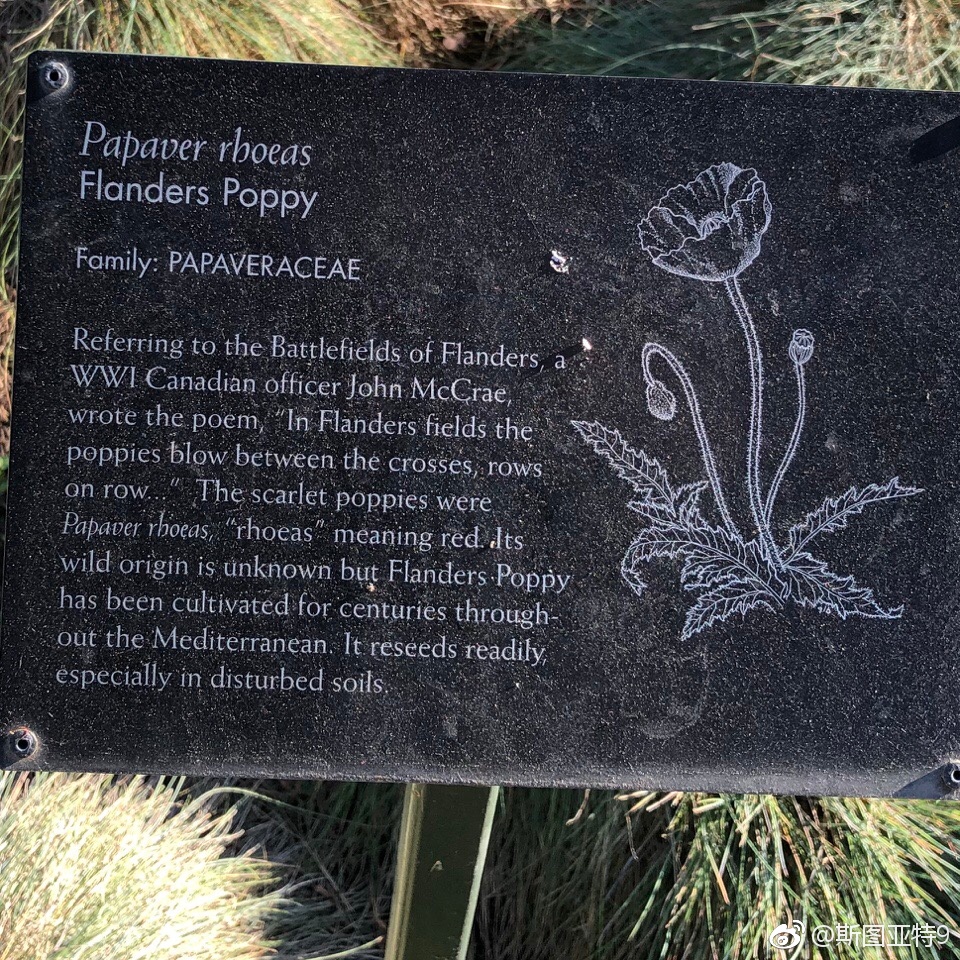 Papaver rhoeas
Flanders Poppy
Family: PAPAVERACEAE
Referring to the Battlefields of Flanders, a
WWI Canadian officer John McCrae,
wrote the poem, “In Flanders fields the
poppies blow between the crosses, rows
on row...” The scarlet poppies were
Papaver rhoeas, “rhoeas” meaning red. Its
wild origin is unknown but Flanders Poppy
has been cultivated for centuries through-
out the Mediterranean. It reseeds readily,
especially in disturbed soils.
@斯图亚特9